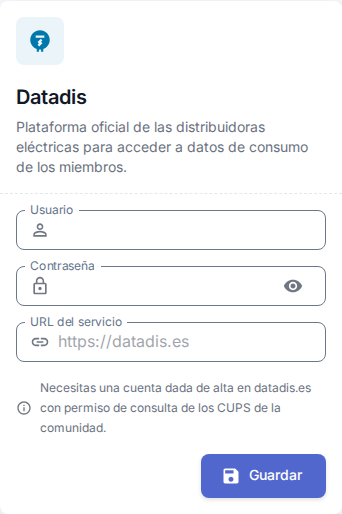 Datadis
Plataforma oficial de las distribuidoras
eléctricas para acceder a datos de consumo
de los miembros.
Usuario
Contraseña
URL del servicio
https://datadis.es
Necesitas una cuenta dada de alta en datadis.es
con permiso de consulta de los CUPS de la
comunidad.
Guardar